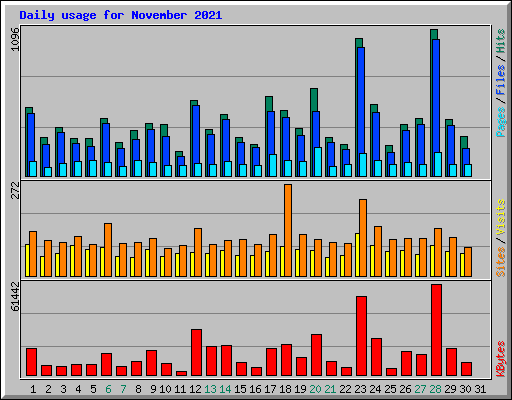 Daily usage for November 2021
1096
Pages / Files / Hits
272
Sites / Visits
61442
KBytes
1 2 3 4 5 6 7 8 9 10 11 12 13 14 15 16 17 18 19 20 21 22 23 24 25 26 27 28 29 30 31